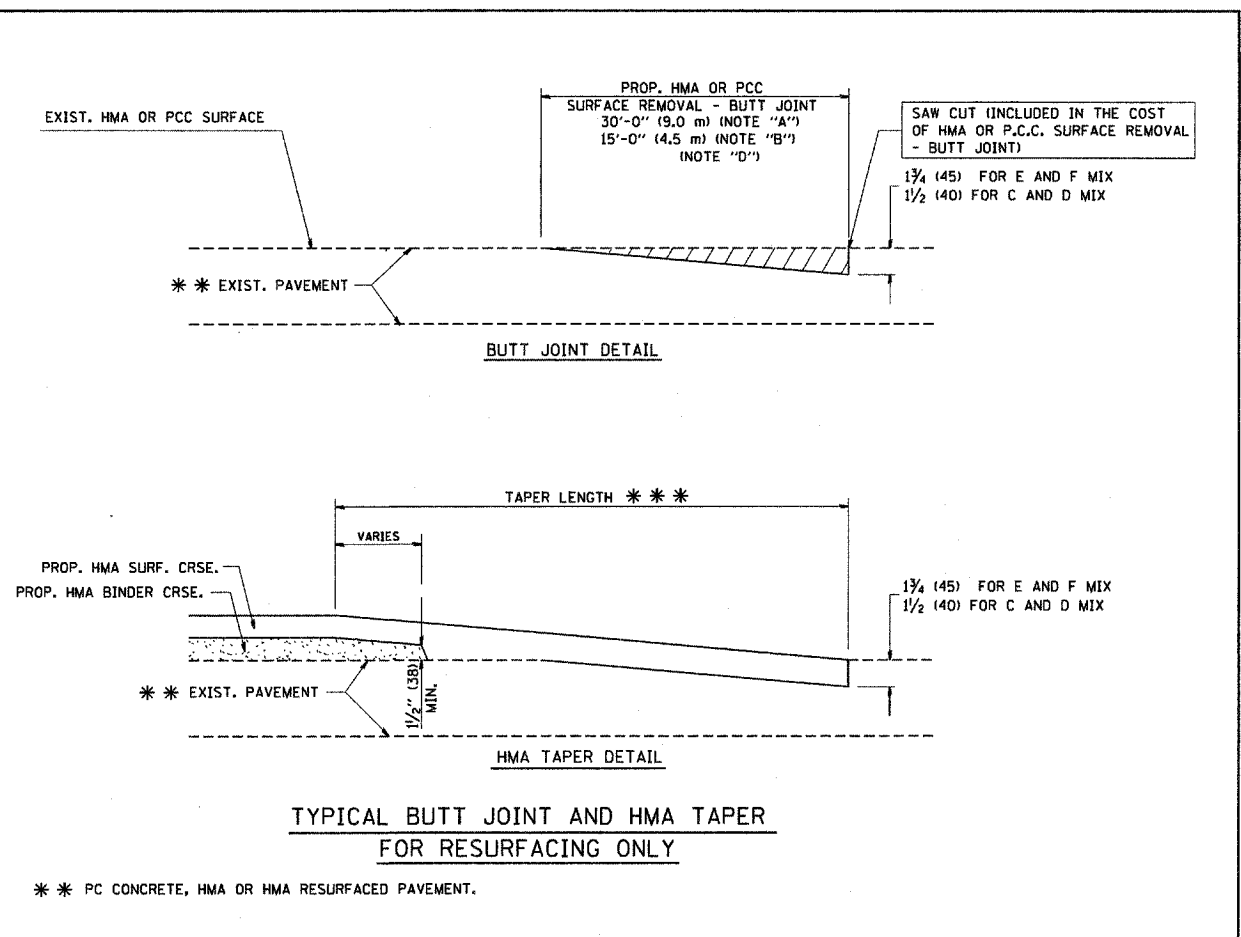 PROP. HMA OR PCC
SURFACE REMOVAL - BUTT JOINT
30'-0" (9.0 m) (NOTE "A")
15'-0" (4.5 m) (NOTE "B")
(NOTE "D")
EXIST. HMA OR PCC SURFACE
SAW CUT (INCLUDED IN THE COST
OF HMA OR P.C.C. SURFACE REMOVAL
- BUTT JOINT)
1¾ (45) FOR E AND F MIX
1½ (40) FOR C AND D MIX
** EXIST. PAVEMENT
BUTT JOINT DETAIL
TAPER LENGTH ***
VARIES
PROP. HMA SURF. CRSE.
PROP. HMA BINDER CRSE.
1¾ (45) FOR E AND F MIX
1½ (40) FOR C AND D MIX
** EXIST. PAVEMENT
1½" (38)
MIN.
HMA TAPER DETAIL
TYPICAL BUTT JOINT AND HMA TAPER
FOR RESURFACING ONLY
** PC CONCRETE, HMA OR HMA RESURFACED PAVEMENT.